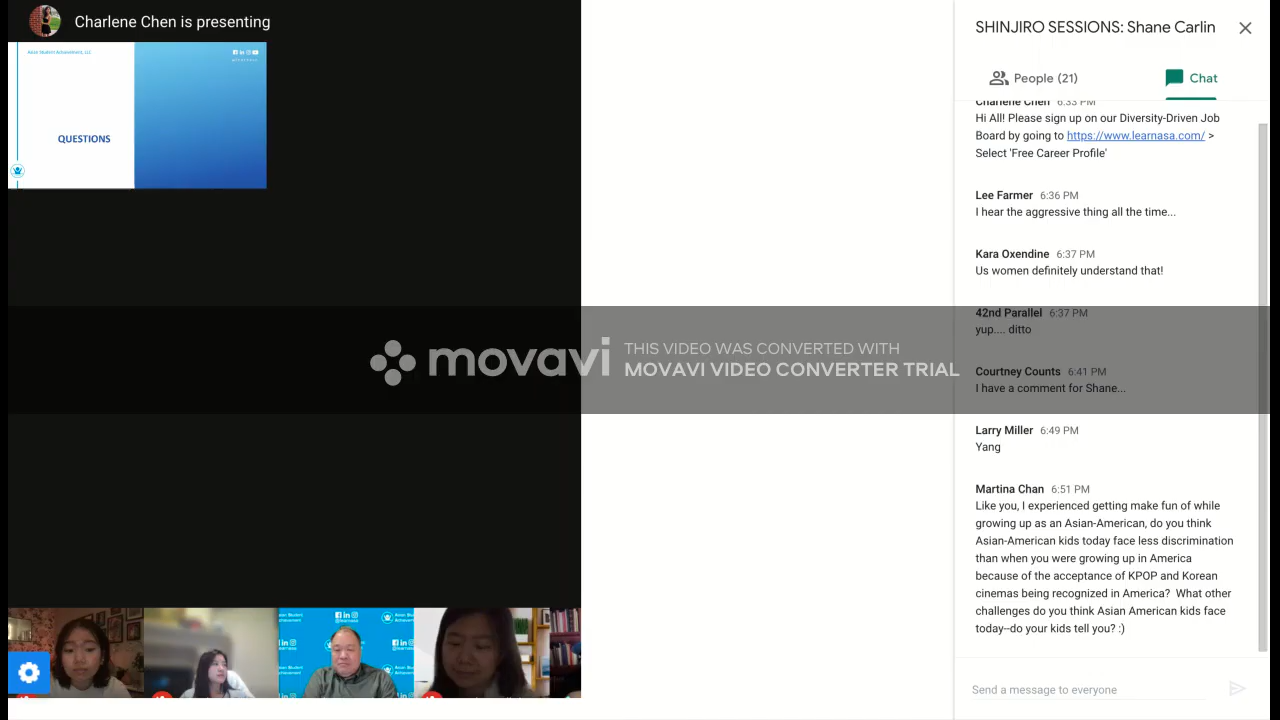 Charlene Chen is presenting
Asian Student Achievement, LLC
QUESTIONS
SHINJIRO SESSIONS: Shane Carlin
People (21)
Chat
Charlene Chen 6:33 PM
Hi All! Please sign up on our Diversity-Driven Job
Board by going to https://www.learnasa.com/ >
Select 'Free Career Profile'
Lee Farmer 6:36 PM
I hear the aggressive thing all the time...
Kara Oxendine 6:37 PM
Us women definitely understand that!
42nd Parallel 6:37 PM
yup.... ditto
movavi
THIS VIDEO WAS CONVERTED WITH
MOVAVI VIDEO CONVERTER TRIAL
Courtney Counts 6:41 PM
I have a comment for Shane...
Larry Miller 6:49 PM
Yang
Martina Chan 6:51 PM
Like you, I experienced getting make fun of while
growing up as an Asian-American, do you think
Asian-American kids today face less discrimination
than when you were growing up in America
because of the acceptance of KPOP and Korean
cinemas being recognized in America? What other
challenges do you think Asian American kids face
today--do your kids tell you? :)
Send a message to everyone